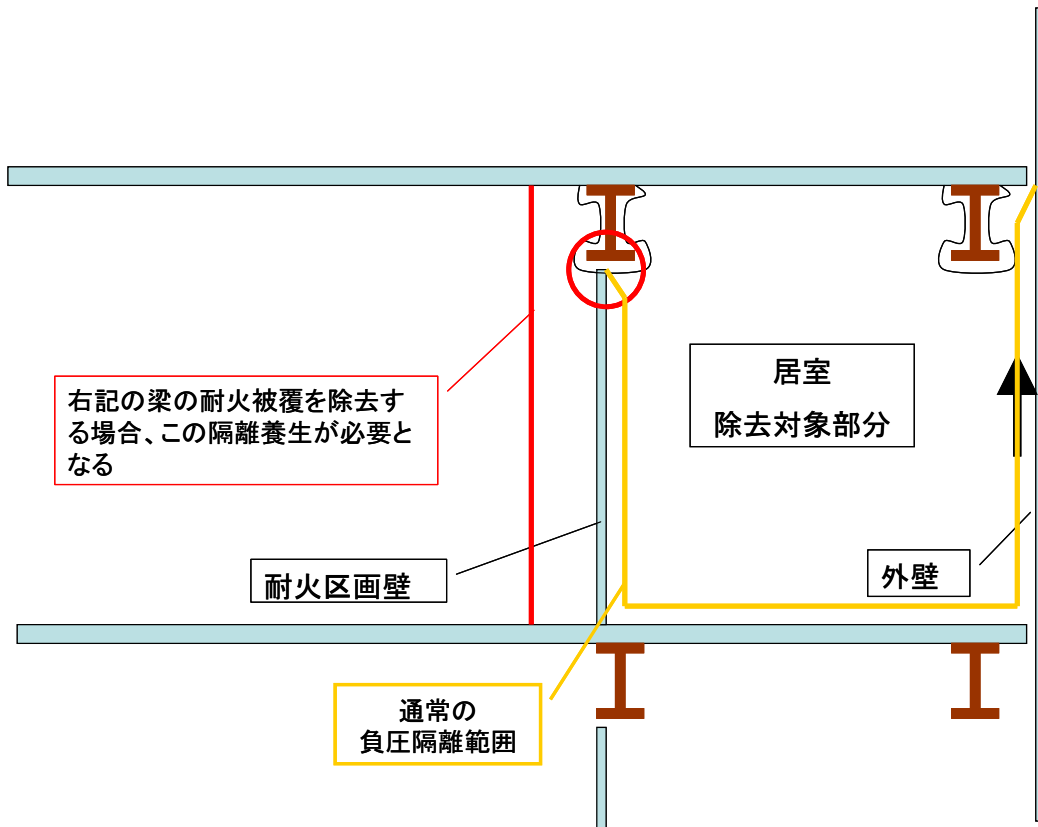 居室
除去対象部分
右記の梁の耐火被覆を除去す
る場合、この隔離養生が必要と
なる
耐火区画壁
外壁
通常の
負圧隔離範囲